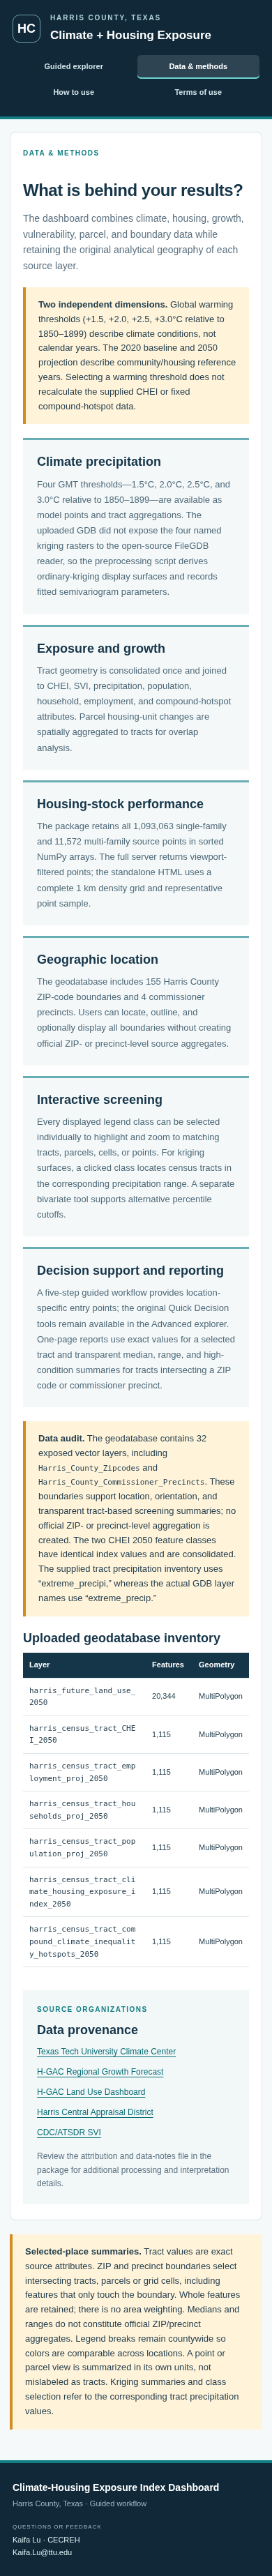 HC
HARRIS COUNTY, TEXAS
Climate + Housing Exposure
Guided explorer
Data & methods
How to use
Terms of use
DATA & METHODS
What is behind your results?
The dashboard combines climate, housing, growth,
vulnerability, parcel, and boundary data while
retaining the original analytical geography of each
source layer.
Two independent dimensions. Global warming
thresholds (+1.5, +2.0, +2.5, +3.0°C relative to
1850–1899) describe climate conditions, not
calendar years. The 2020 baseline and 2050
projection describe community/housing reference
years. Selecting a warming threshold does not
recalculate the supplied CHEI or fixed
compound-hotspot data.
Climate precipitation
Four GMT thresholds—1.5°C, 2.0°C, 2.5°C, and
3.0°C relative to 1850–1899—are available as
model points and tract aggregations. The
uploaded GDB did not expose the four named
kriging rasters to the open-source FileGDB
reader, so the preprocessing script derives
ordinary-kriging display surfaces and records
fitted semivariogram parameters.
Exposure and growth
Tract geometry is consolidated once and joined
to CHEI, SVI, precipitation, population,
household, employment, and compound-hotspot
attributes. Parcel housing-unit changes are
spatially aggregated to tracts for overlap
analysis.
Housing-stock performance
The package retains all 1,093,063 single-family
and 11,572 multi-family source points in sorted
NumPy arrays. The full server returns viewport-
filtered points; the standalone HTML uses a
complete 1 km density grid and representative
point sample.
Geographic location
The geodatabase includes 155 Harris County
ZIP-code boundaries and 4 commissioner
precincts. Users can locate, outline, and
optionally display all boundaries without creating
official ZIP- or precinct-level source aggregates.
Interactive screening
Every displayed legend class can be selected
individually to highlight and zoom to matching
tracts, parcels, cells, or points. For kriging
surfaces, a clicked class locates census tracts in
the corresponding precipitation range. A separate
bivariate tool supports alternative percentile
cutoffs.
Decision support and reporting
A five-step guided workflow provides location-
specific entry points; the original Quick Decision
tools remain available in the Advanced explorer.
One-page reports use exact values for a selected
tract and transparent median, range, and high-
condition summaries for tracts intersecting a ZIP
code or commissioner precinct.
Data audit. The geodatabase contains 32
exposed vector layers, including
Harris_County_Zipcodes and
Harris_County_Commissioner_Precincts. These
boundaries support location, orientation, and
transparent tract-based screening summaries; no
official ZIP- or precinct-level aggregation is
created. The two CHEI 2050 feature classes
have identical index values and are consolidated.
The supplied tract precipitation inventory uses
“extreme_precipi,” whereas the actual GDB layer
names use “extreme_precip.”
Uploaded geodatabase inventory
Layer Features Geometry
harris_future_land_use_
2050 20,344 MultiPolygon
harris_census_tract_CHE
I_2050 1,115 MultiPolygon
harris_census_tract_emp
loyment_proj_2050 1,115 MultiPolygon
harris_census_tract_hou
seholds_proj_2050 1,115 MultiPolygon
harris_census_tract_pop
ulation_proj_2050 1,115 MultiPolygon
harris_census_tract_cli
mate_housing_exposure_i
ndex_2050 1,115 MultiPolygon
harris_census_tract_com
pound_climate_inequalit
y_hotspots_2050 1,115 MultiPolygon
SOURCE ORGANIZATIONS
Data provenance
Texas Tech University Climate Center
H-GAC Regional Growth Forecast
H-GAC Land Use Dashboard
Harris Central Appraisal District
CDC/ATSDR SVI
Review the attribution and data-notes file in the
package for additional processing and interpretation
details.
Selected-place summaries. Tract values are exact
source attributes. ZIP and precinct boundaries select
intersecting tracts, parcels or grid cells, including
features that only touch the boundary. Whole features
are retained; there is no area weighting. Medians and
ranges do not constitute official ZIP/precinct
aggregates. Legend breaks remain countywide so
colors are comparable across locations. A point or
parcel view is summarized in its own units, not
mislabeled as tracts. Kriging summaries and class
selection refer to the corresponding tract precipitation
values.
Climate-Housing Exposure Index Dashboard
Harris County, Texas · Guided workflow
QUESTIONS OR FEEDBACK
Kaifa Lu · CECREH
Kaifa.Lu@ttu.edu